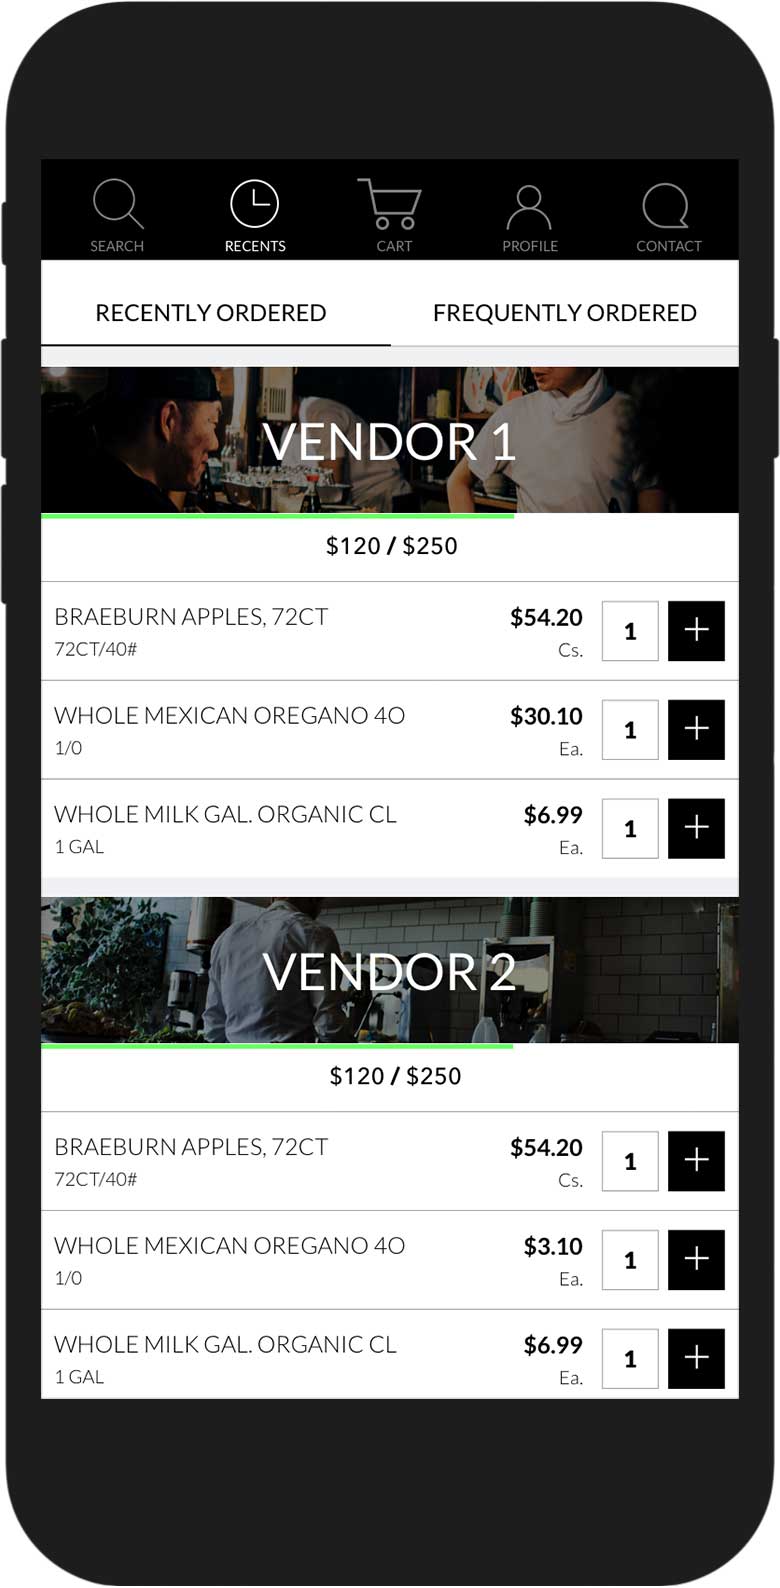 SEARCH RECENTS CART PROFILE CONTACT
RECENTLY ORDERED FREQUENTLY ORDERED
VENDOR 1
$120 / $250
BRAEBURN APPLES, 72CT $54.20
72CT/40# Cs. 1 +
WHOLE MEXICAN OREGANO 4O $30.10
1/0 Ea. 1 +
WHOLE MILK GAL. ORGANIC CL $6.99
1 GAL Ea. 1 +
VENDOR 2
$120 / $250
BRAEBURN APPLES, 72CT $54.20
72CT/40# Cs. 1 +
WHOLE MEXICAN OREGANO 4O $3.10
1/0 Ea. 1 +
WHOLE MILK GAL. ORGANIC CL $6.99
1 GAL Ea. 1 +